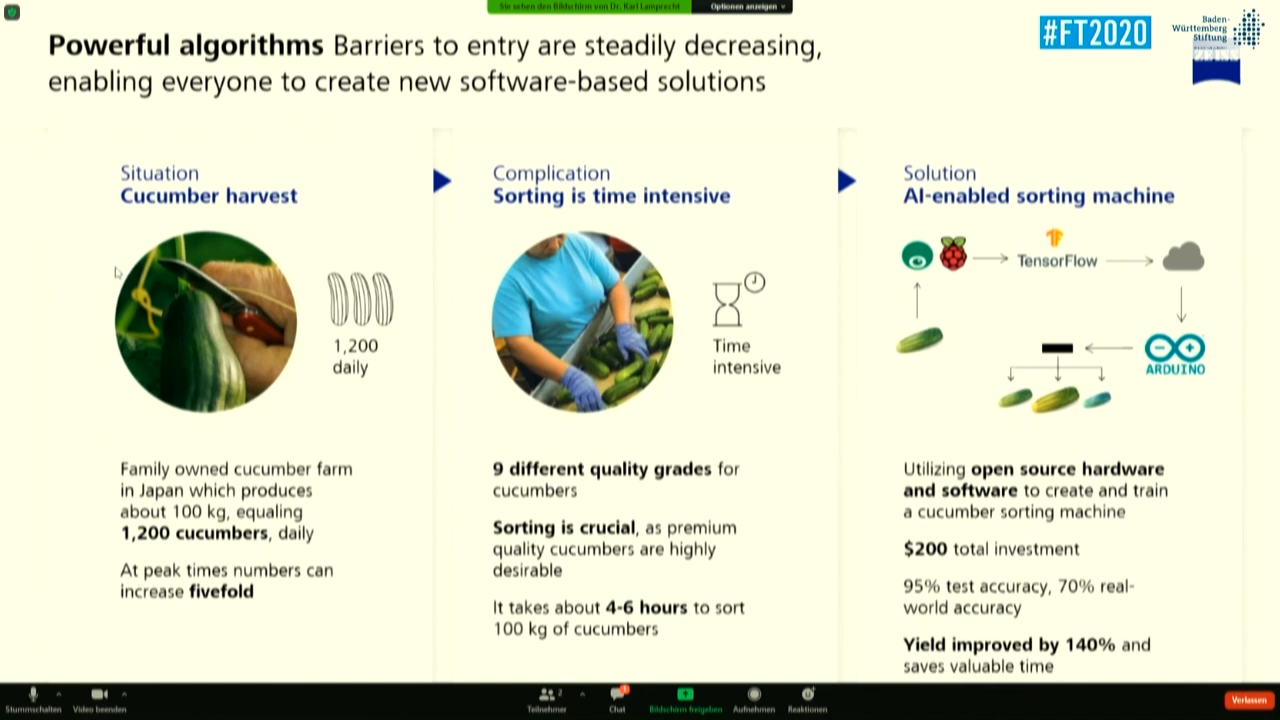 Sie sehen den Bildschirm von Dr. Karl Lamprecht
Optionen anzeigen
Powerful algorithms Barriers to entry are steadily decreasing,
enabling everyone to create new software-based solutions
#FT2020
Baden-
Württemberg
Stiftung
ZEISS
Situation
Cucumber harvest
1,200
daily
Family owned cucumber farm
in Japan which produces
about 100 kg, equaling
1,200 cucumbers, daily
At peak times numbers can
increase fivefold
Complication
Sorting is time intensive
Time
intensive
9 different quality grades for
cucumbers
Sorting is crucial, as premium
quality cucumbers are highly
desirable
It takes about 4-6 hours to sort
100 kg of cucumbers
Solution
AI-enabled sorting machine
TensorFlow
ARDUINO
Utilizing open source hardware
and software to create and train
a cucumber sorting machine
$200 total investment
95% test accuracy, 70% real-
world accuracy
Yield improved by 140% and
saves valuable time
Stummschalten
Video beenden
Teilnehmer
2
Chat
1
Bildschirm freigeben
Aufnehmen
Reaktionen
Verlassen